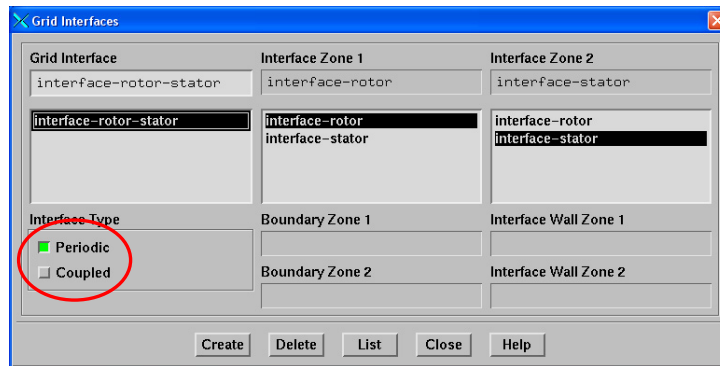 Grid Interfaces
Grid Interface
Interface Zone 1
Interface Zone 2
interface-rotor-stator
interface-rotor
interface-stator
interface-rotor-stator
interface-rotor
interface-stator
interface-rotor
interface-stator
Interface Type
Periodic
Coupled
Boundary Zone 1
Interface Wall Zone 1
Boundary Zone 2
Interface Wall Zone 2
Create
Delete
List
Close
Help